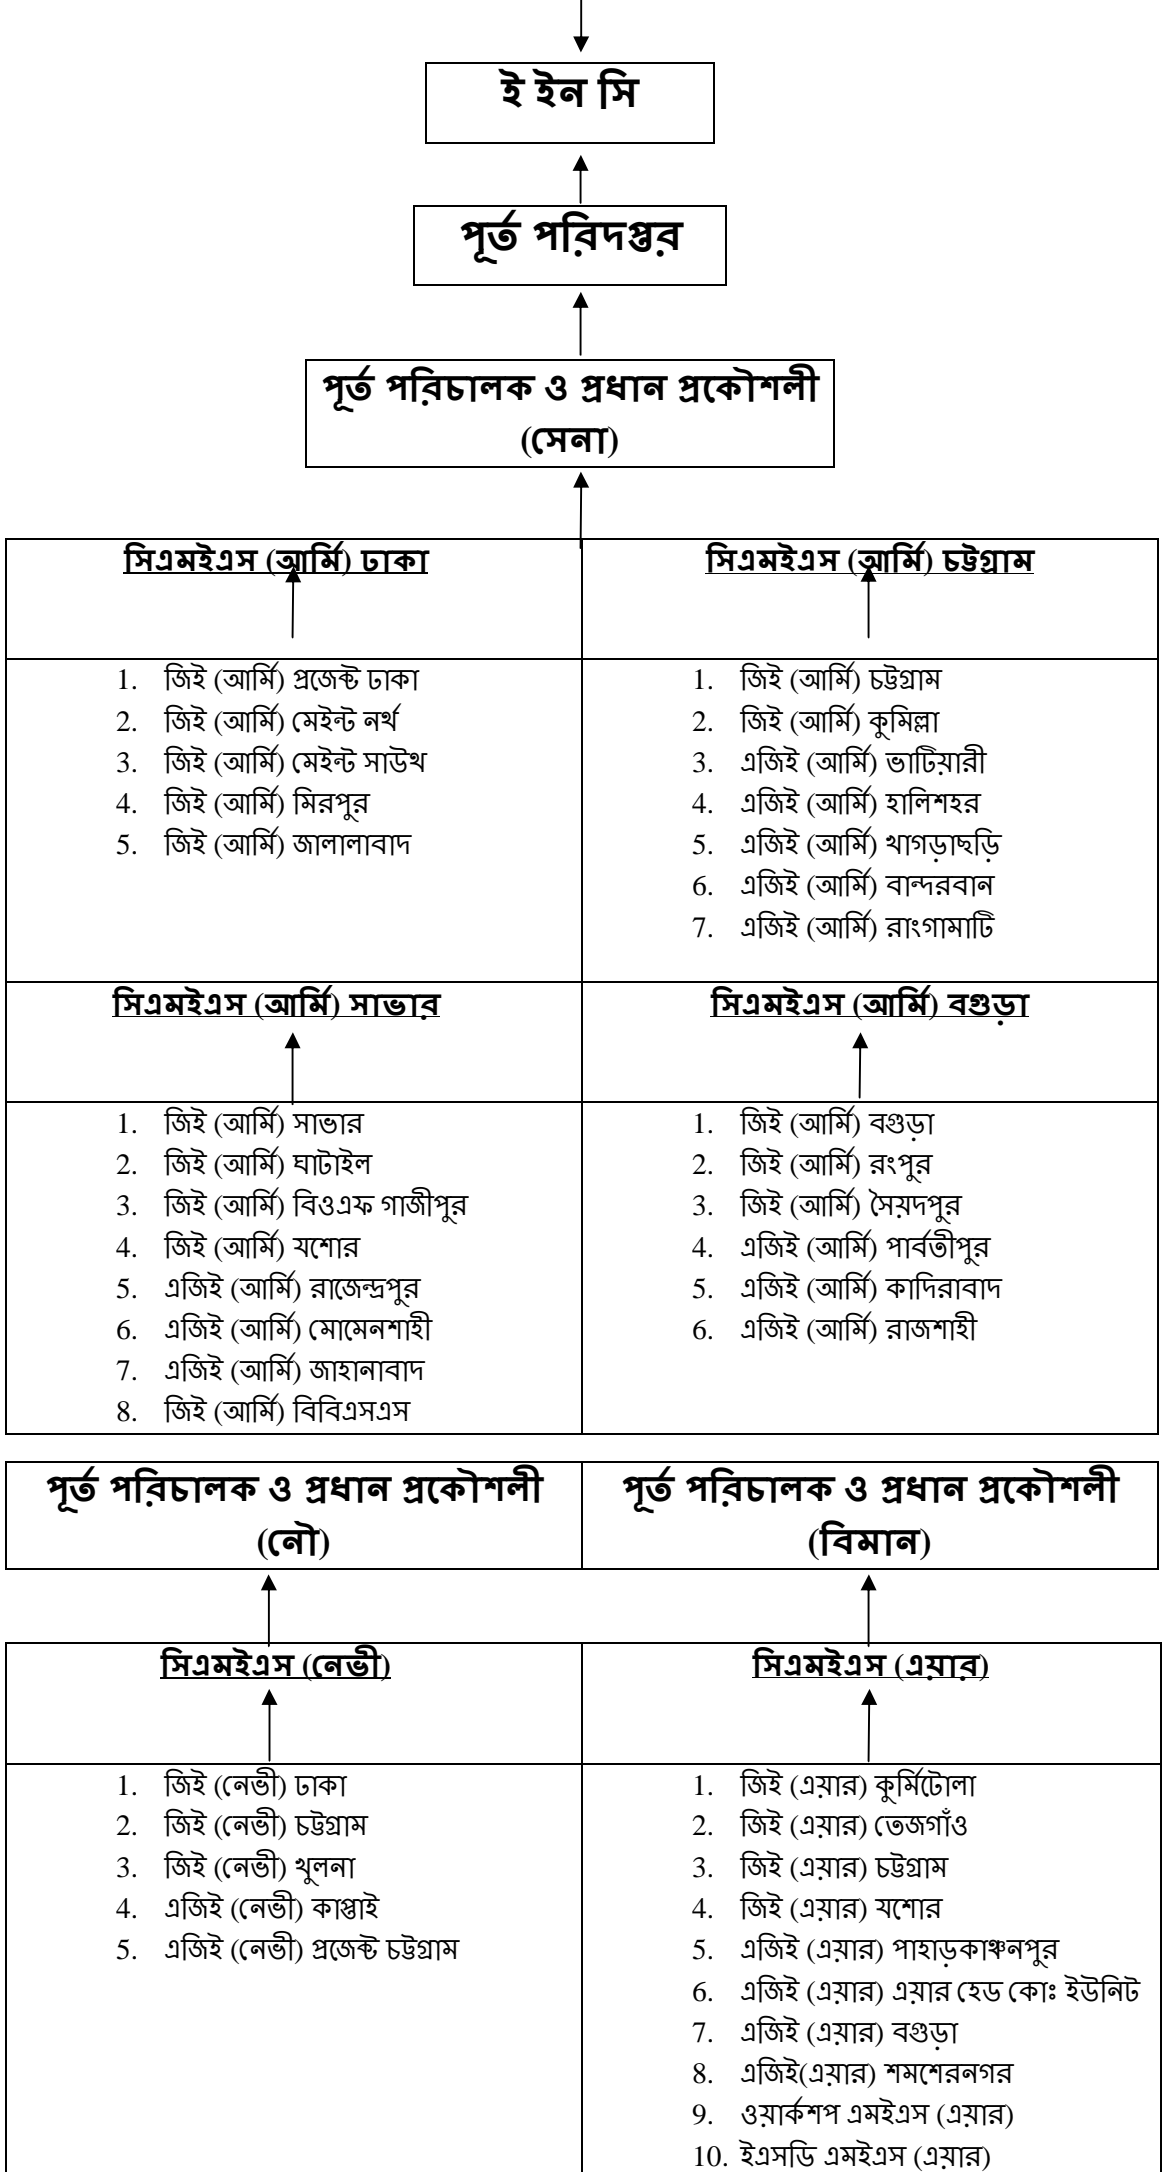 ই ইন সি
পূর্ত পরিদপ্তর
পূর্ত পরিচালক ও প্রধান প্রকৌশলী
(সেনা)
সিএমইএস (আর্মি) ঢাকা
1. জিই (আর্মি) প্রজেক্ট ঢাকা
2. জিই (আর্মি) মেইন্ট নর্থ
3. জিই (আর্মি) মেইন্ট সাউথ
4. জিই (আর্মি) মিরপুর
5. জিই (আর্মি) জালালাবাদ
সিএমইএস (আর্মি) চট্টগ্রাম
1. জিই (আর্মি) চট্টগ্রাম
2. জিই (আর্মি) কুমিল্লা
3. এজিই (আর্মি) ভাটিয়ারী
4. এজিই (আর্মি) হালিশহর
5. এজিই (আর্মি) খাগড়াছড়ি
6. এজিই (আর্মি) বান্দরবান
7. এজিই (আর্মি) রাংগামাটি
সিএমইএস (আর্মি) সাভার
1. জিই (আর্মি) সাভার
2. জিই (আর্মি) ঘাটাইল
3. জিই (আর্মি) বিওএফ গাজীপুর
4. জিই (আর্মি) যশোর
5. এজিই (আর্মি) রাজেন্দ্রপুর
6. এজিই (আর্মি) মোমেনশাহী
7. এজিই (আর্মি) জাহানাবাদ
8. জিই (আর্মি) বিবিএসএস
সিএমইএস (আর্মি) বগুড়া
1. জিই (আর্মি) বগুড়া
2. জিই (আর্মি) রংপুর
3. জিই (আর্মি) সৈয়দপুর
4. এজিই (আর্মি) পার্বতীপুর
5. এজিই (আর্মি) কাদিরাবাদ
6. এজিই (আর্মি) রাজশাহী
পূর্ত পরিচালক ও প্রধান প্রকৌশলী
(নৌ)
পূর্ত পরিচালক ও প্রধান প্রকৌশলী
(বিমান)
সিএমইএস (নেভী)
1. জিই (নেভী) ঢাকা
2. জিই (নেভী) চট্টগ্রাম
3. জিই (নেভী) খুলনা
4. এজিই (নেভী) কাপ্তাই
5. এজিই (নেভী) প্রজেক্ট চট্টগ্রাম
সিএমইএস (এয়ার)
1. জিই (এয়ার) কুর্মিটোলা
2. জিই (এয়ার) তেজগাঁও
3. জিই (এয়ার) চট্টগ্রাম
4. জিই (এয়ার) যশোর
5. এজিই (এয়ার) পাহাড়কাঞ্চনপুর
6. এজিই (এয়ার) এয়ার হেড কোঃ ইউনিট
7. এজিই (এয়ার) বগুড়া
8. এজিই(এয়ার) শমশেরনগর
9. ওয়ার্কশপ এমইএস (এয়ার)
10. ইএসডি এমইএস (এয়ার)